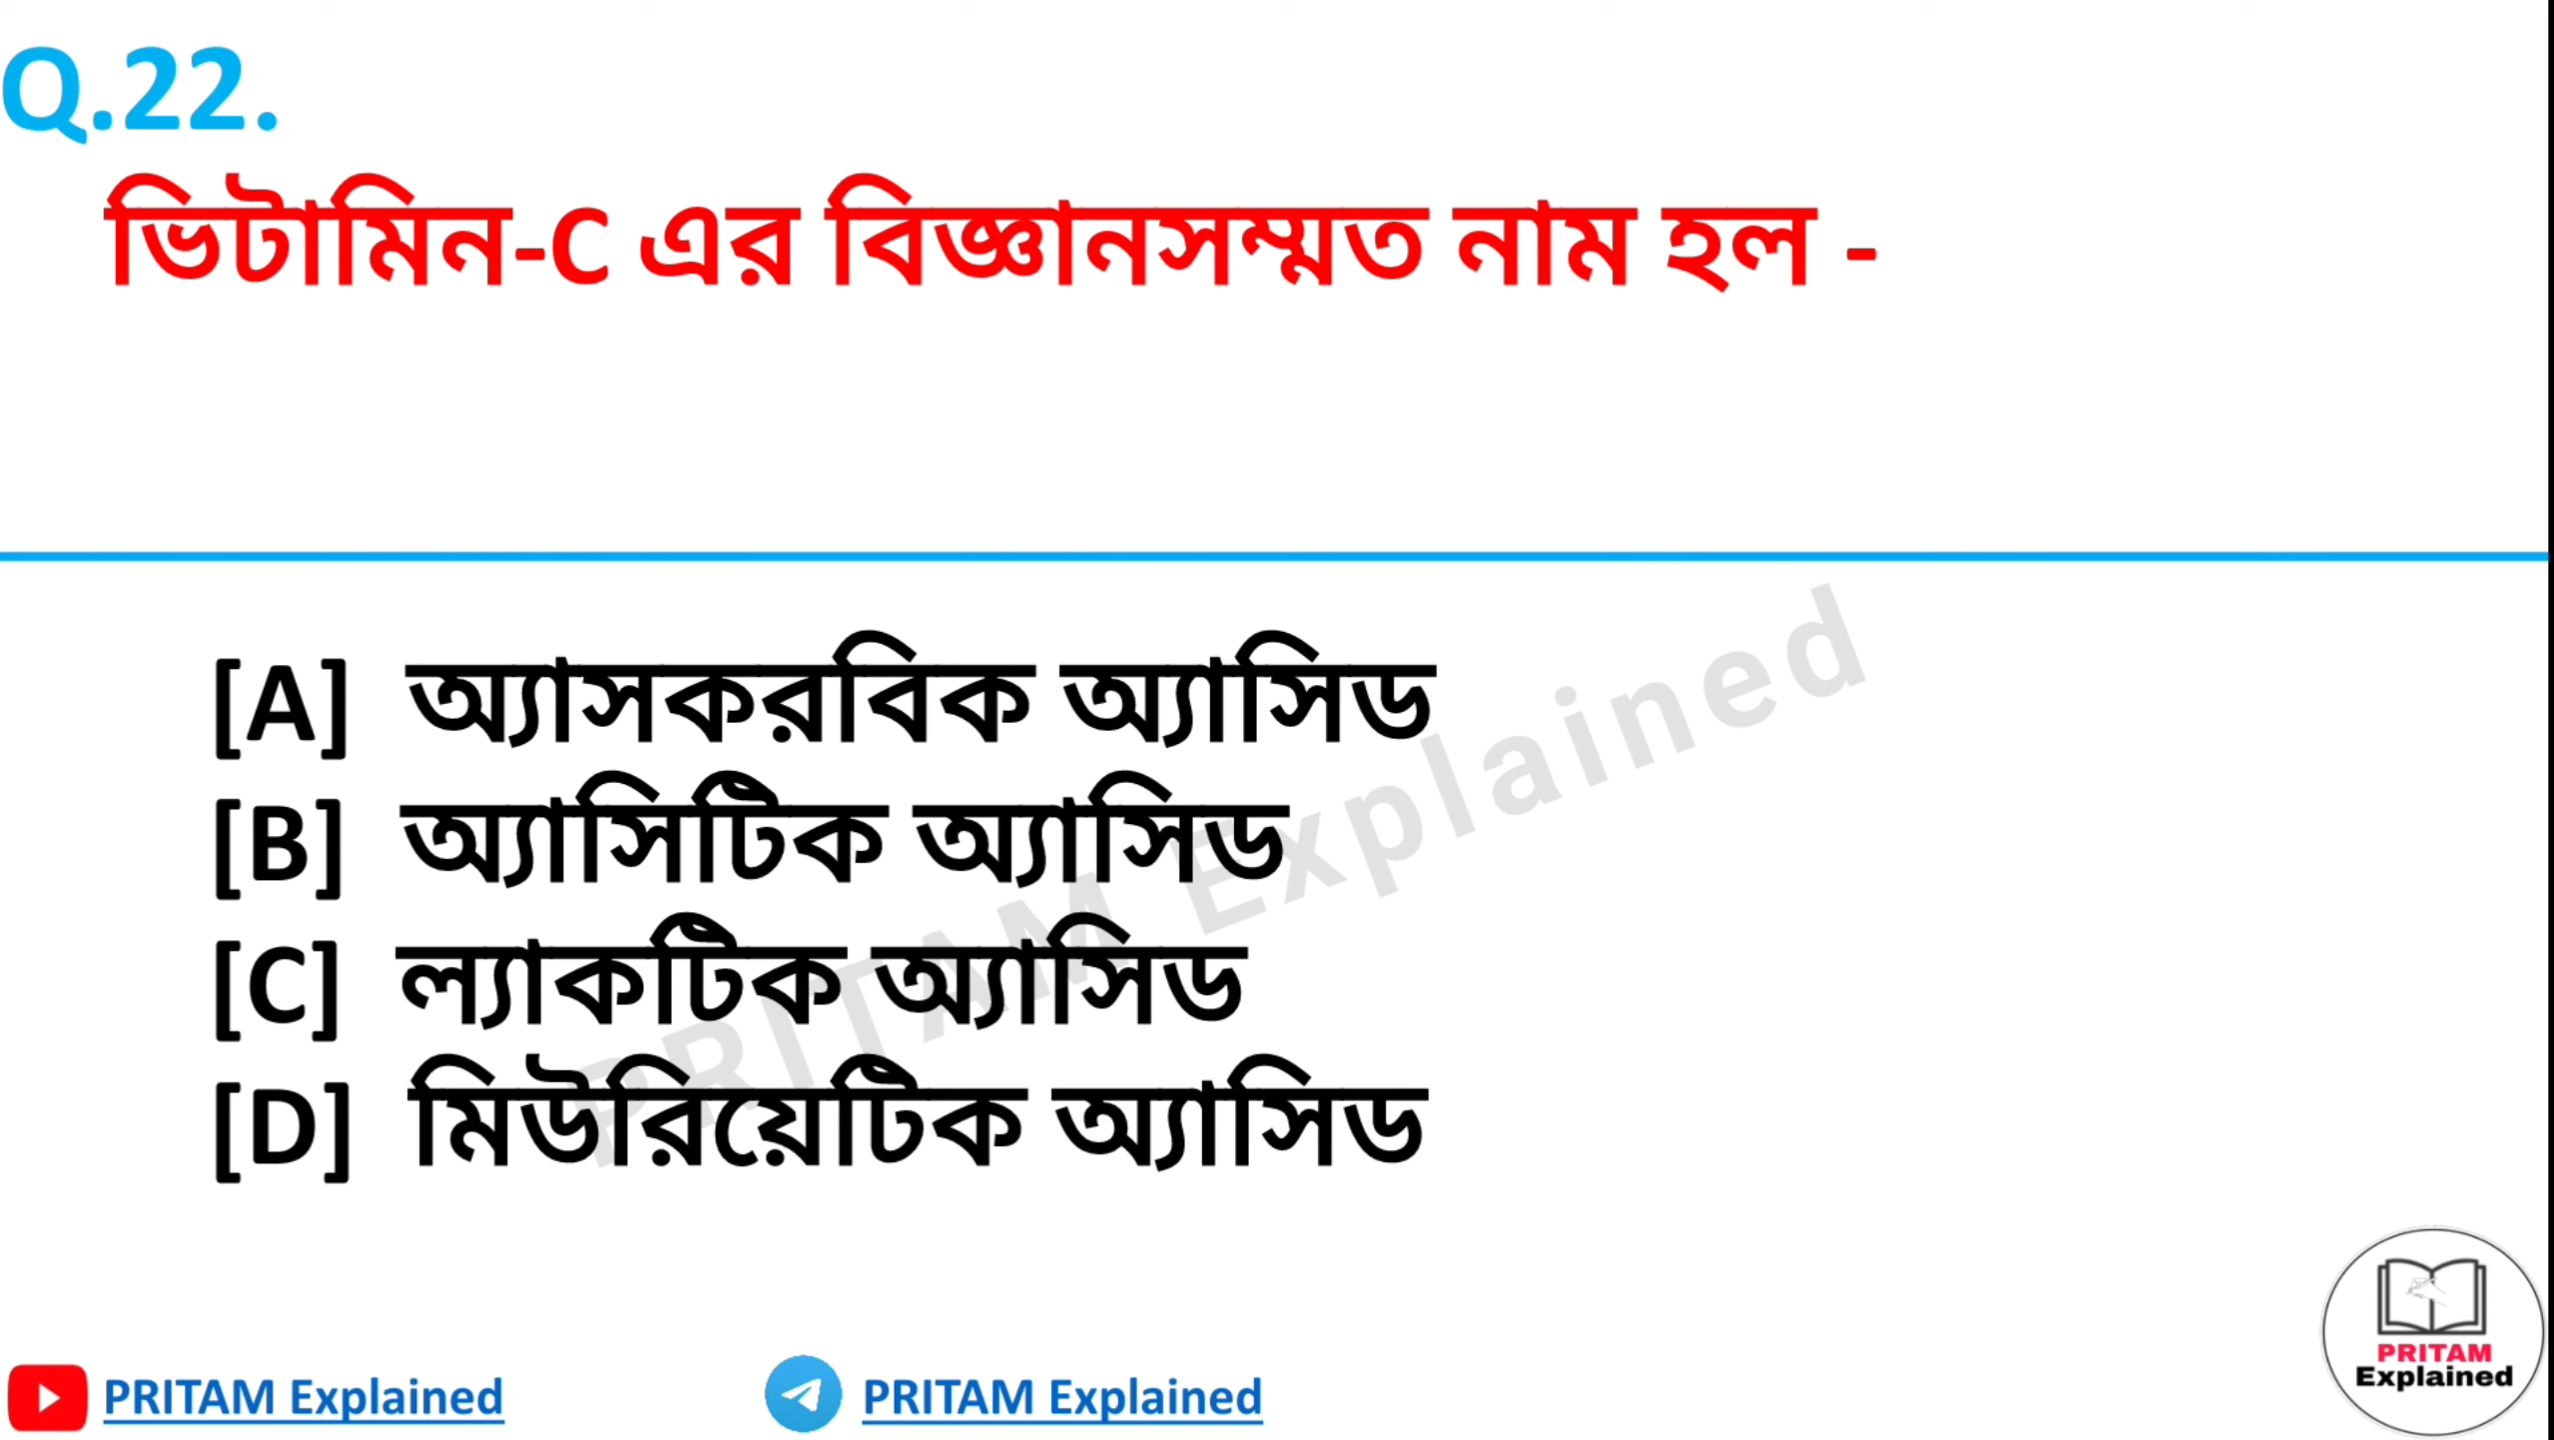 Q.22.
ভিটামিন-C এর বিজ্ঞানসম্মত নাম হল -
[A] অ্যাসকরবিক অ্যাসিড
[B] অ্যাসিটিক অ্যাসিড
[C] ল্যাকটিক অ্যাসিড
[D] মিউরিয়েটিক অ্যাসিড
PRITAM Explained
PRITAM Explained
PRITAM Explained
PRITAM
Explained